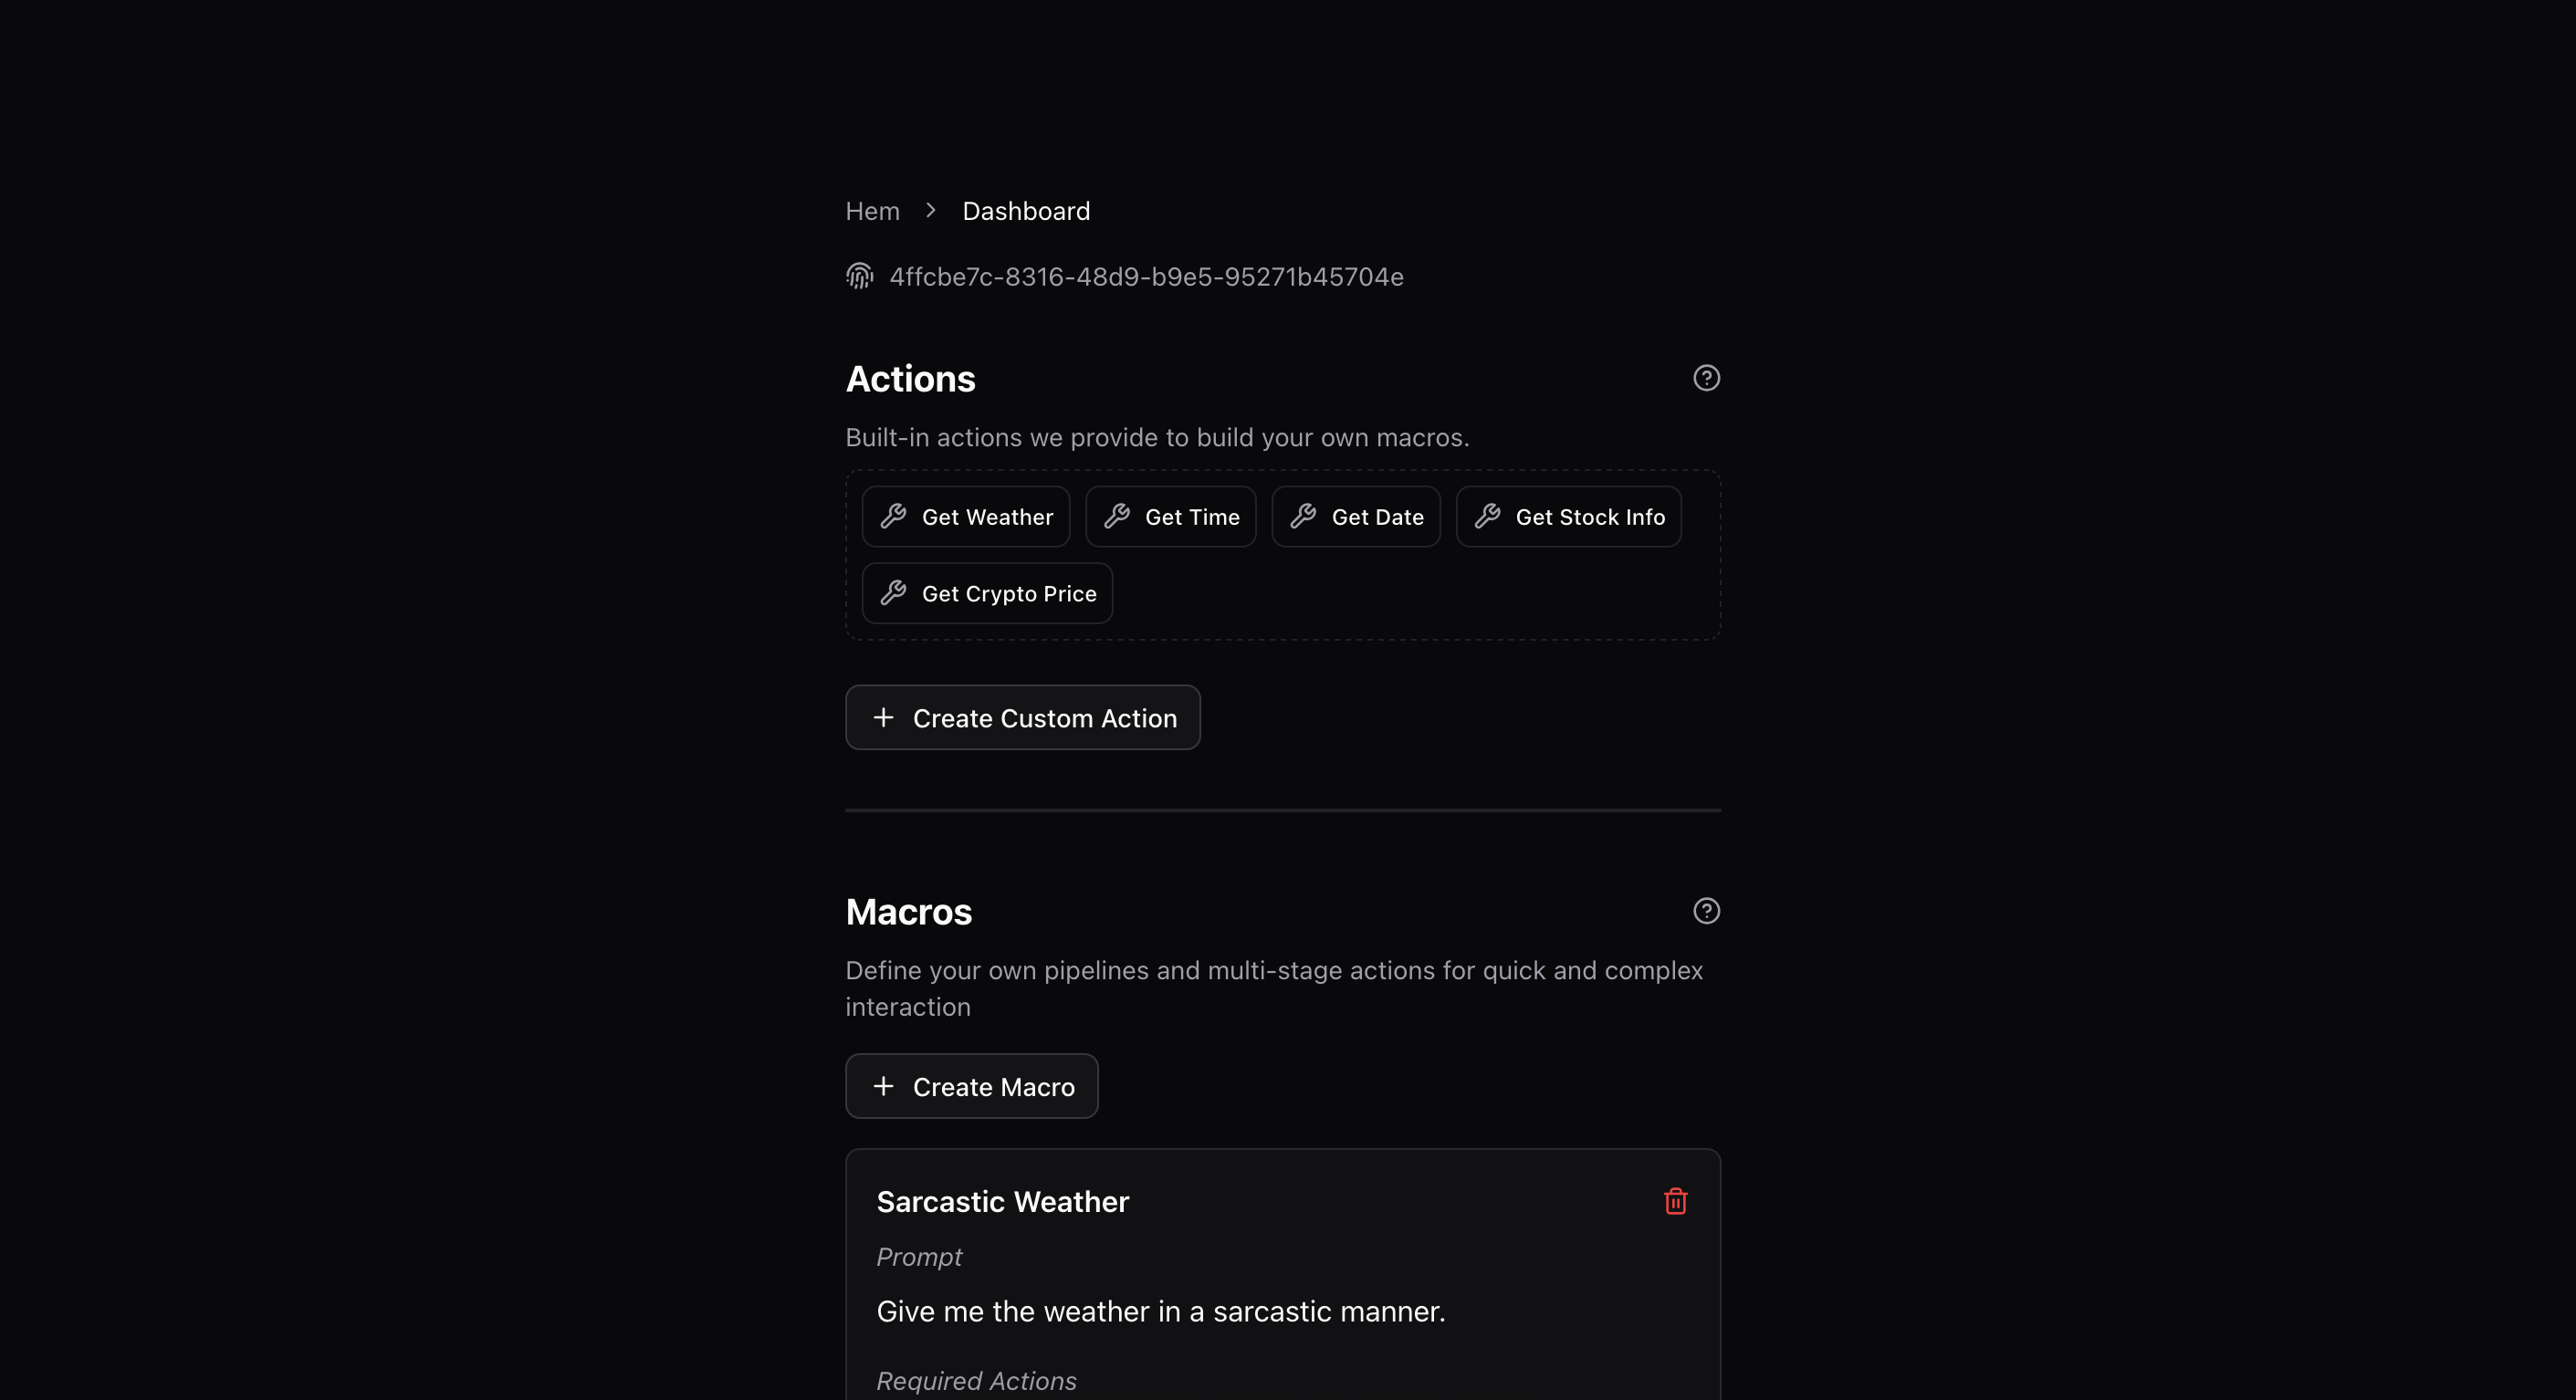 Hem > Dashboard
4ffcbe7c-8316-48d9-b9e5-95271b45704e
Actions
Built-in actions we provide to build your own macros.
Get Weather Get Time Get Date Get Stock Info
Get Crypto Price
+ Create Custom Action
Macros
Define your own pipelines and multi-stage actions for quick and complex
interaction
+ Create Macro
Sarcastic Weather
Prompt
Give me the weather in a sarcastic manner.
Required Actions